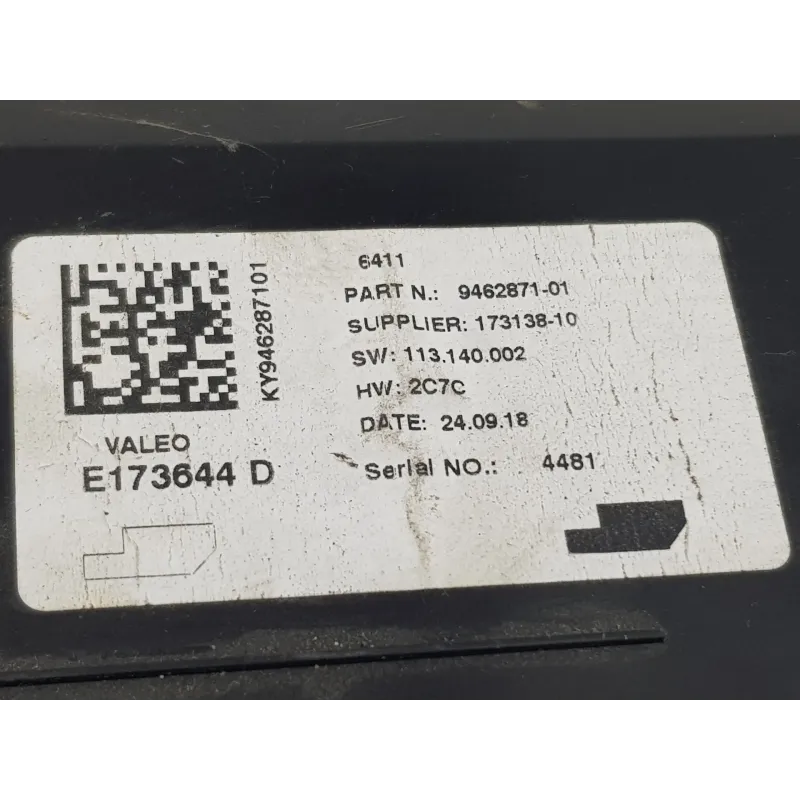 6411
PART N.: 9462871-01
SUPPLIER: 173138-10
SW: 113.140.002
HW: 2C7C
DATE: 24.09.18
Serial NO.: 4481
KY946287101
VALEO
E173644 D